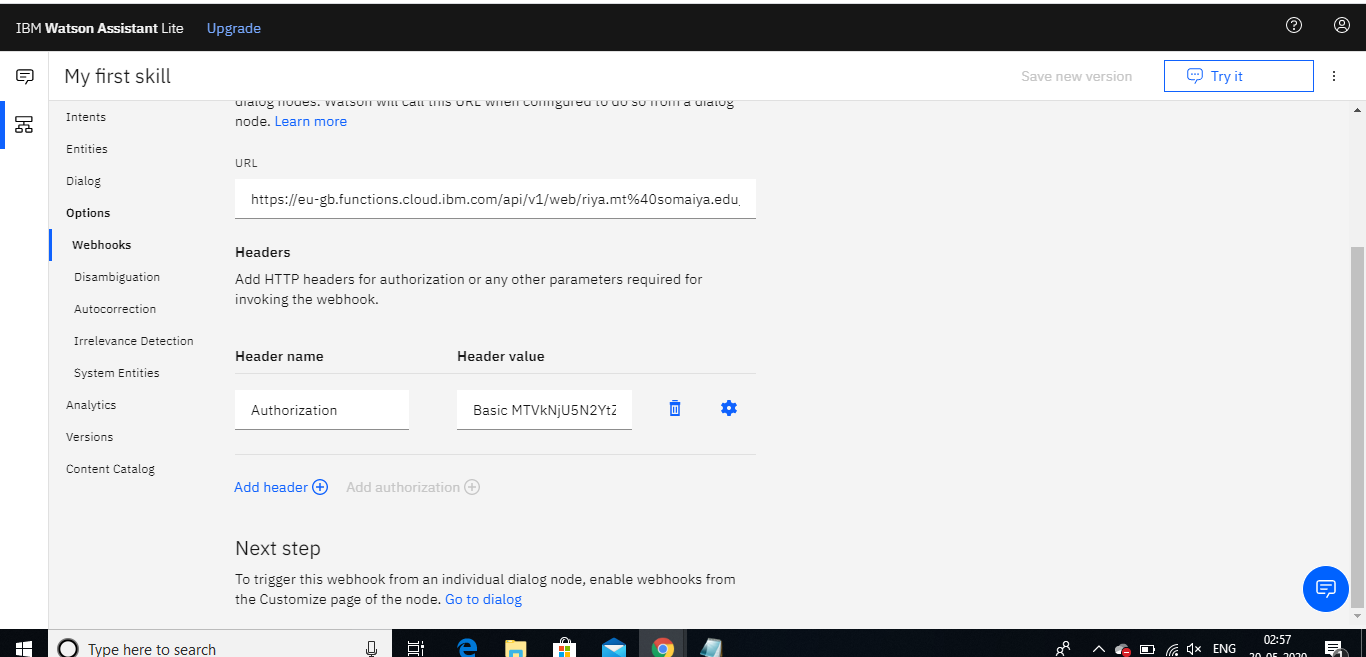 IBM Watson Assistant Lite Upgrade
My first skill Save new version Try it
dialog nodes. Watson will call this URL when configured to do so from a dialog
node. Learn more
Intents
Entities
Dialog
Options
Webhooks
Disambiguation
Autocorrection
Irrelevance Detection
System Entities
Analytics
Versions
Content Catalog
URL
https://eu-gb.functions.cloud.ibm.com/api/v1/web/riya.mt%40somaiya.edu_
Headers
Add HTTP headers for authorization or any other parameters required for
invoking the webhook.
Header name Header value
Authorization Basic MTVkNjU5N2YtZ
Add header Add authorization
Next step
To trigger this webhook from an individual dialog node, enable webhooks from
the Customize page of the node. Go to dialog
Type here to search
ENG
02:57
20-05-2020